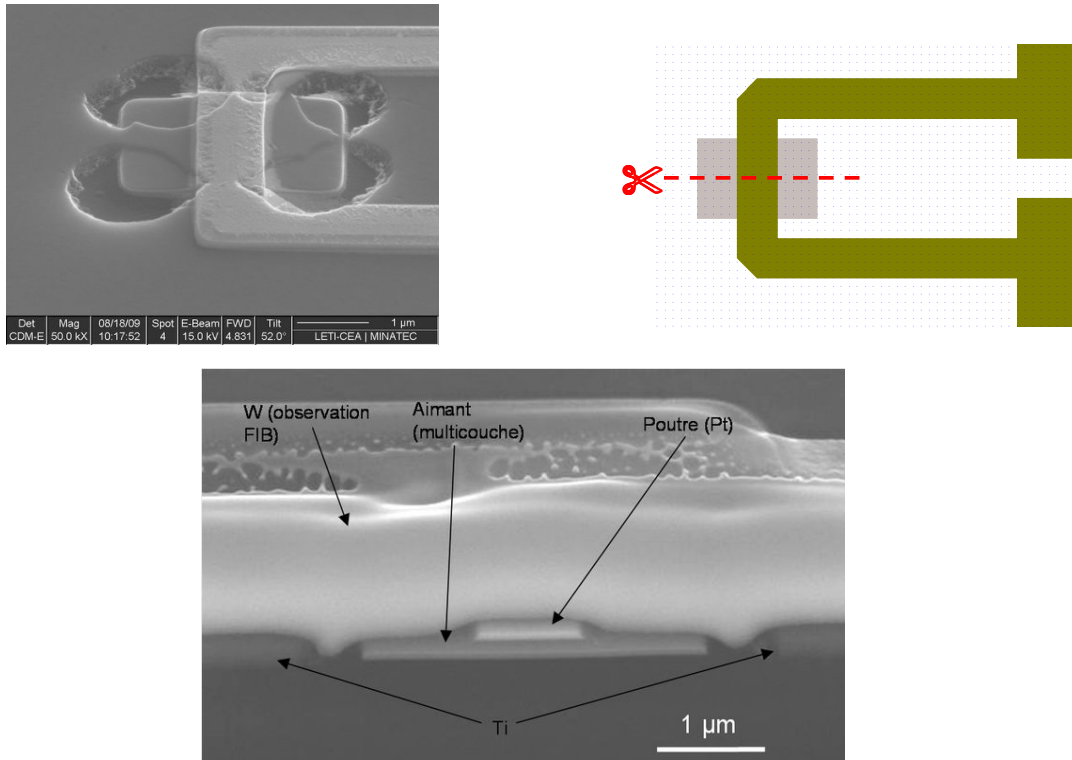 Det Mag 08/18/09 Spot E-Beam FWD Tilt 1 µm
CDM-E 50.0 kX 10:17:52 4 15.0 kV 4.831 52.0° LETI-CEA | MINATEC
W (observation
FIB)
Aimant
(multicouche)
Poutre (Pt)
Ti
1 µm